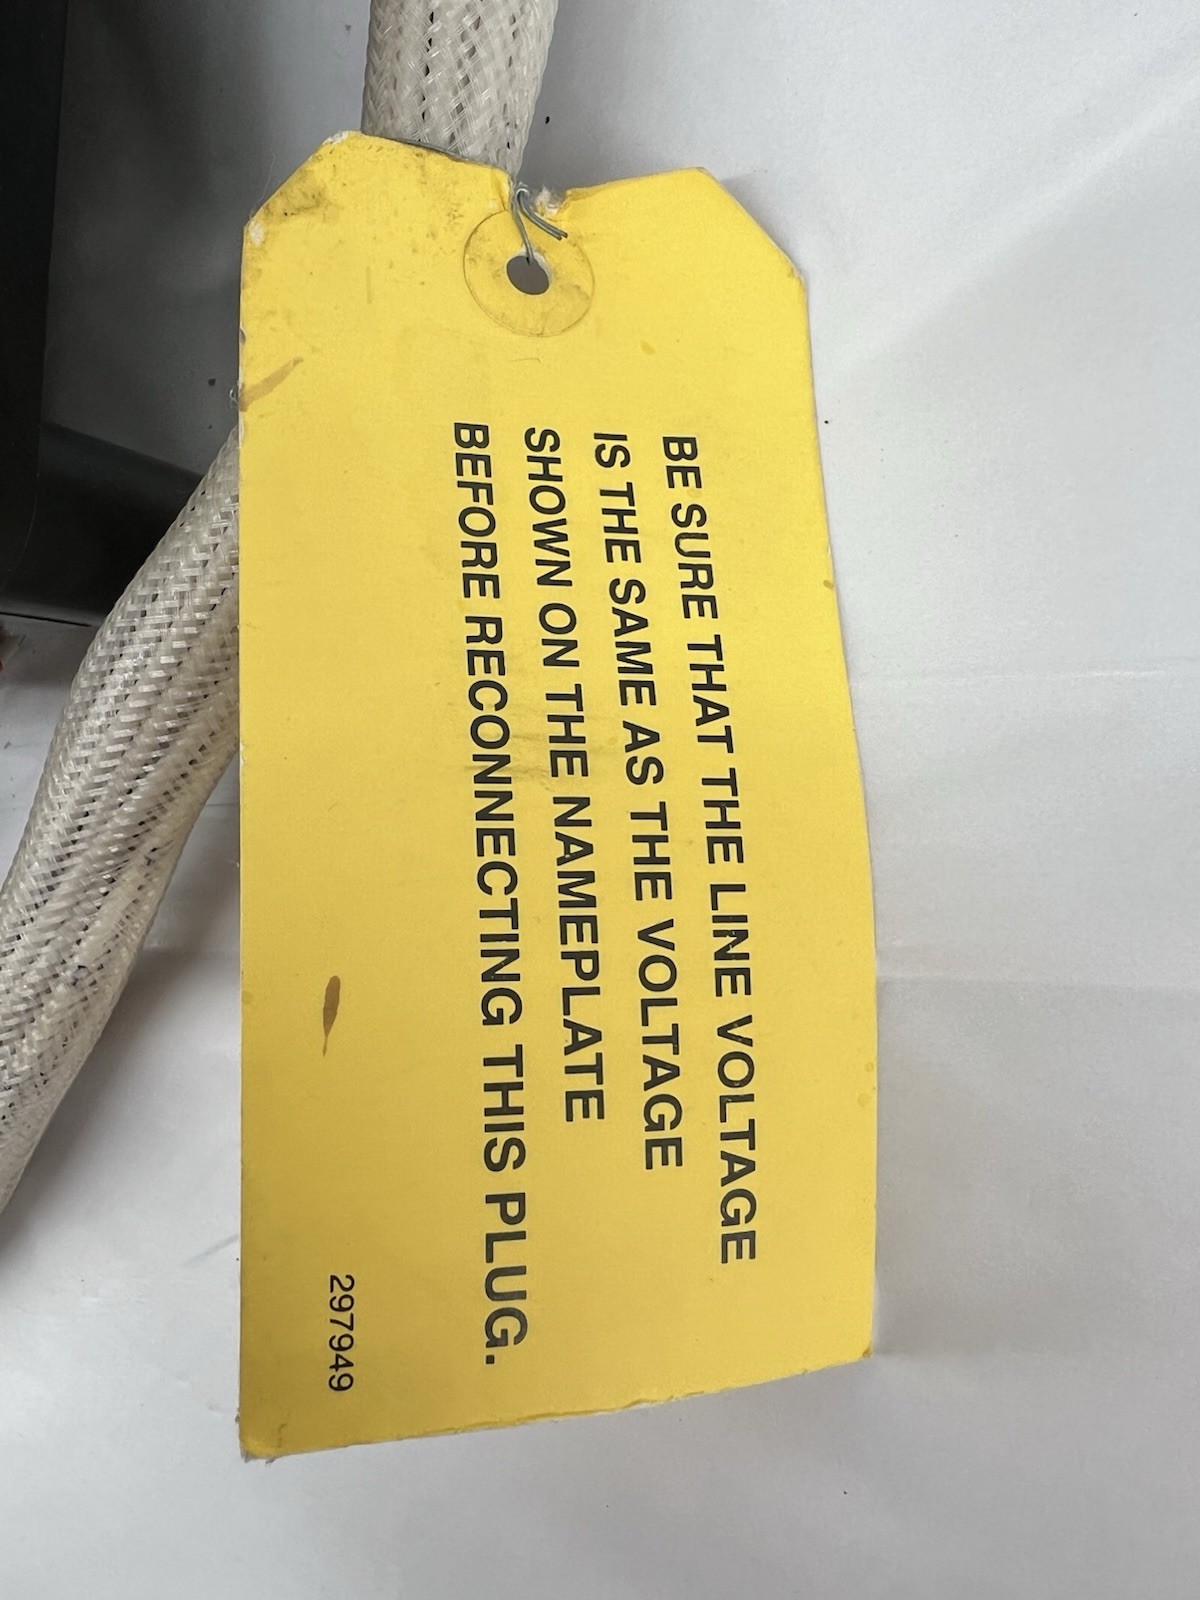 BE SURE THAT THE LINE VOLTAGE
IS THE SAME AS THE VOLTAGE
SHOWN ON THE NAMEPLATE
BEFORE RECONNECTING THIS PLUG.
297949